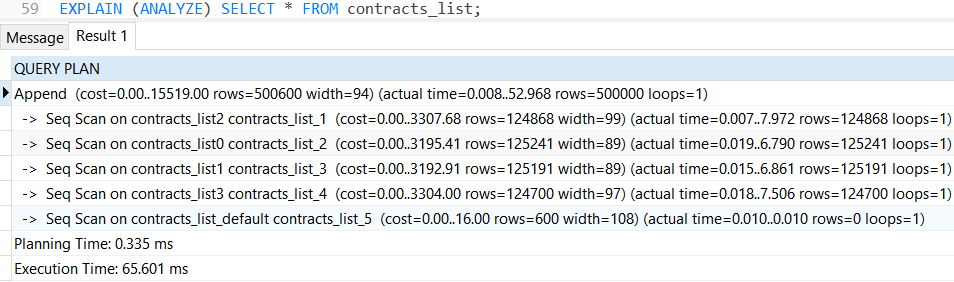 59 EXPLAIN (ANALYZE) SELECT * FROM contracts_list;
Message Result 1
QUERY PLAN
Append (cost=0.00..15519.00 rows=500600 width=94) (actual time=0.008..52.968 rows=500000 loops=1)
-> Seq Scan on contracts_list2 contracts_list_1 (cost=0.00..3307.68 rows=124868 width=99) (actual time=0.007..7.972 rows=124868 loops=1)
-> Seq Scan on contracts_list0 contracts_list_2 (cost=0.00..3195.41 rows=125241 width=89) (actual time=0.019..6.790 rows=125241 loops=1)
-> Seq Scan on contracts_list1 contracts_list_3 (cost=0.00..3192.91 rows=125191 width=89) (actual time=0.015..6.861 rows=125191 loops=1)
-> Seq Scan on contracts_list3 contracts_list_4 (cost=0.00..3304.00 rows=124700 width=97) (actual time=0.018..7.506 rows=124700 loops=1)
-> Seq Scan on contracts_list_default contracts_list_5 (cost=0.00..16.00 rows=600 width=108) (actual time=0.010..0.010 rows=0 loops=1)
Planning Time: 0.335 ms
Execution Time: 65.601 ms